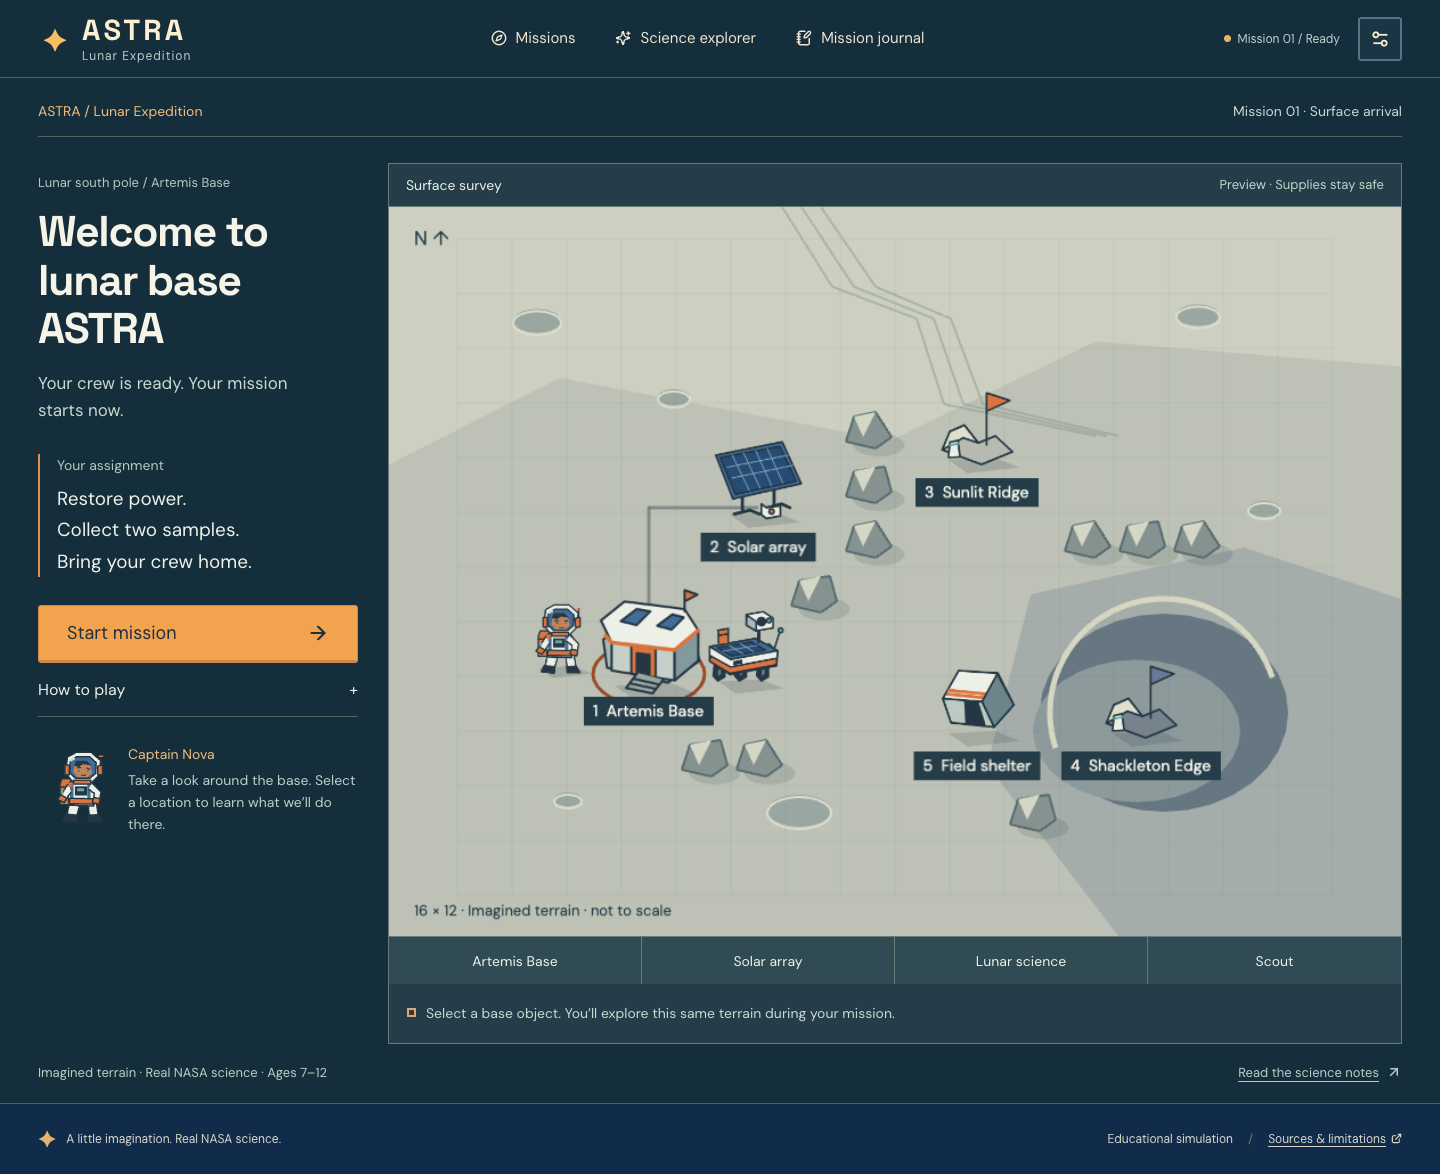 ASTRA
Lunar Expedition
Missions
Science explorer
Mission journal
Mission 01 / Ready
ASTRA / Lunar Expedition
Mission 01 · Surface arrival
Lunar south pole / Artemis Base
Welcome to
lunar base
ASTRA
Your crew is ready. Your mission
starts now.
Your assignment
Restore power.
Collect two samples.
Bring your crew home.
Start mission
How to play
+
Captain Nova
Take a look around the base. Select
a location to learn what we’ll do
there.
Surface survey
Preview · Supplies stay safe
N ↑
3 Sunlit Ridge
2 Solar array
1 Artemis Base
5 Field shelter
4 Shackleton Edge
16 × 12 · Imagined terrain · not to scale
Artemis Base
Solar array
Lunar science
Scout
Select a base object. You’ll explore this same terrain during your mission.
Imagined terrain · Real NASA science · Ages 7–12
Read the science notes
A little imagination. Real NASA science.
Educational simulation / Sources & limitations